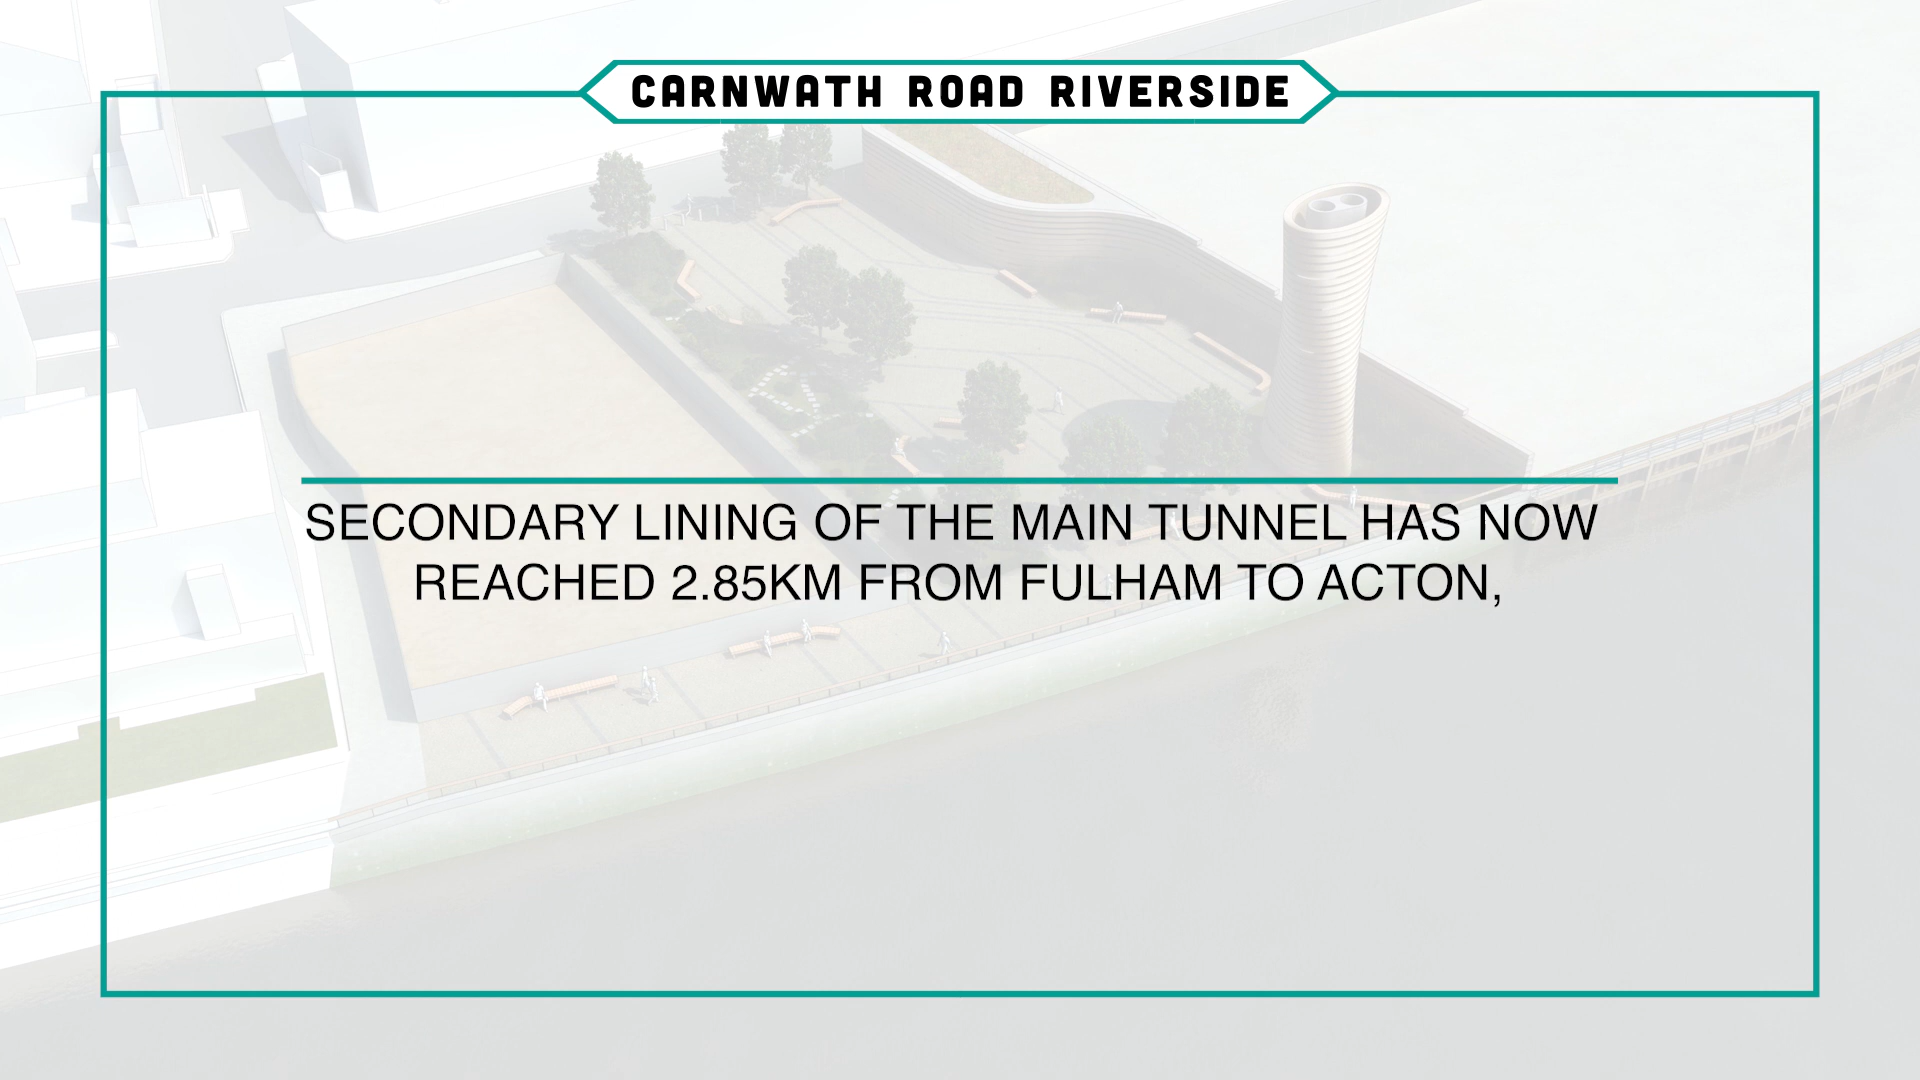 CARNWATH ROAD RIVERSIDE
SECONDARY LINING OF THE MAIN TUNNEL HAS NOW
REACHED 2.85KM FROM FULHAM TO ACTON,